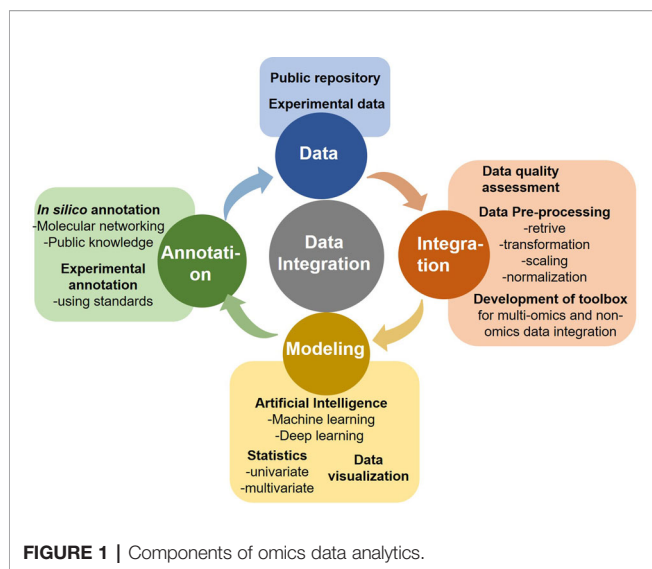 Public repository
Experimental data
Data
Data quality
assessment
Data Pre-processing
-retrive
-transformation
-scaling
-normalization
Development of toolbox
for multi-omics and non-
omics data integration
Integra-
tion
Data
Integration
Modeling
Artificial Intelligence
-Machine learning
-Deep learning
Statistics
-univariate
-multivariate
Data
visualization
In silico annotation
-Molecular networking
-Public knowledge
Experimental
annotation
-using standards
Annotati-
on
FIGURE 1 | Components of omics data analytics.